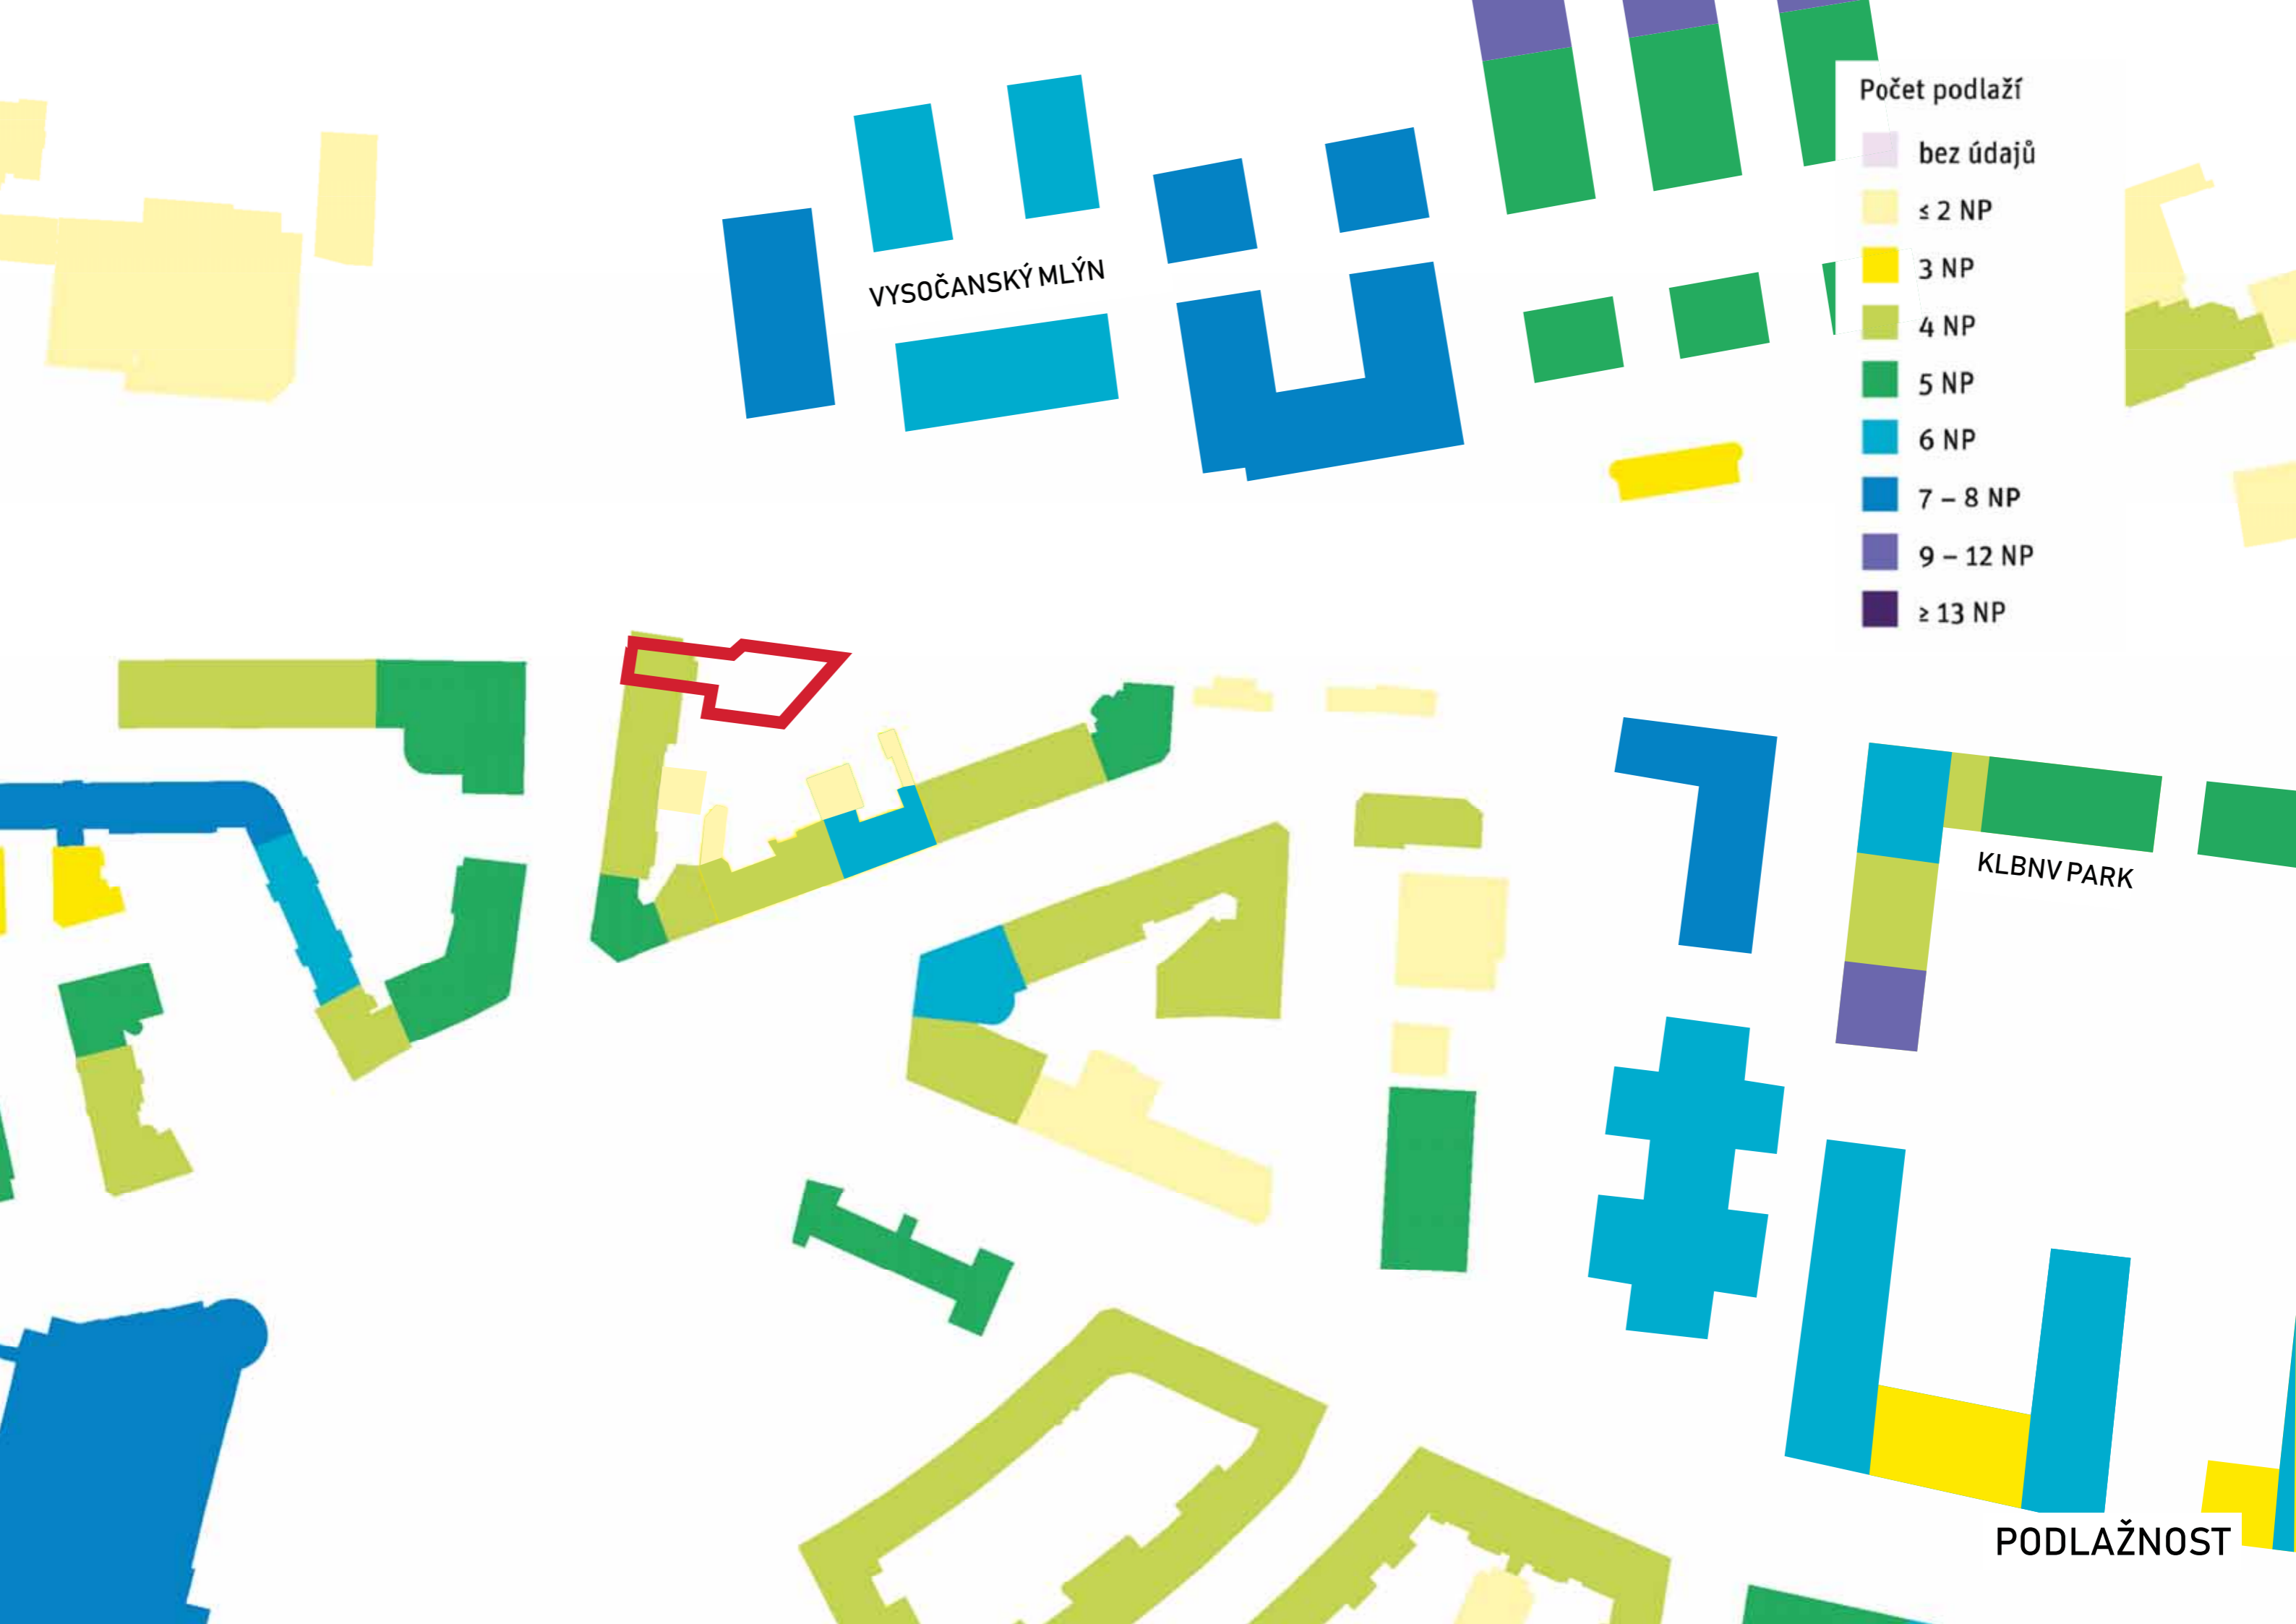 Počet podlaží
bez údajů
≤ 2 NP
3 NP
4 NP
5 NP
6 NP
7 – 8 NP
9 – 12 NP
≥ 13 NP
VYSOČANSKÝ MLÝN
KLBNV PARK
PODLAŽNOST